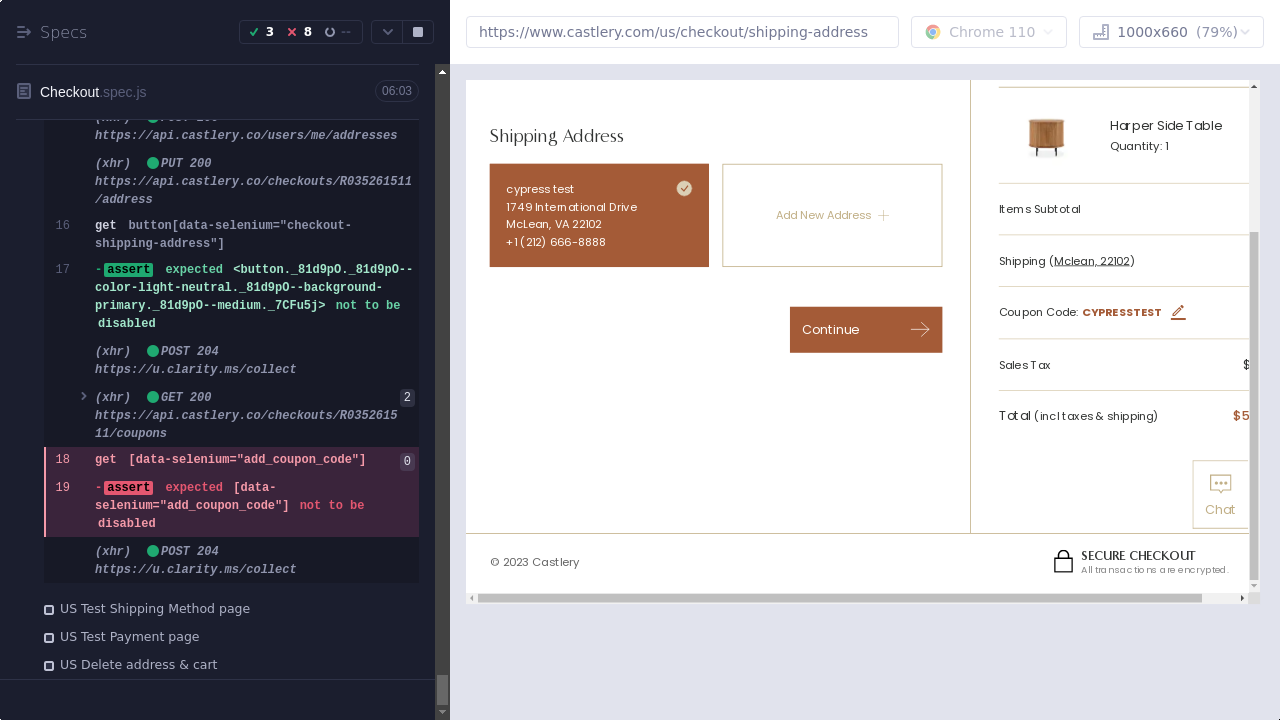 Specs
3
8
--
Checkout.spec.js
06:03
(xhr) POST 200
https://api.castlery.co/users/me/addresses
(xhr) PUT 200
https://api.castlery.co/checkouts/R035261511
/address
16 get button[data-selenium="checkout-
shipping-address"]
17 -assert expected <button._81d9pO._81d9pO--
color-light-neutral._81d9pO--background-
primary._81d9pO--medium._7CFu5j> not to be
disabled
(xhr) POST 204
https://u.clarity.ms/collect
(xhr) GET 200 2
https://api.castlery.co/checkouts/R0352615
11/coupons
18 get [data-selenium="add_coupon_code"] 0
19 -assert expected [data-
selenium="add_coupon_code"] not to be
disabled
(xhr) POST 204
https://u.clarity.ms/collect
US Test Shipping Method page
US Test Payment page
US Delete address & cart
https://www.castlery.com/us/checkout/shipping-address
Chrome 110
1000x660 (79%)
Shipping Address
cypress test
1749 International Drive
McLean, VA 22102
+1 (212) 666-8888
Add New Address
Continue
Harper Side Table
Quantity: 1
Items Subtotal
Shipping (Mclean, 22102)
Coupon Code: CYPRESSTEST
Sales Tax $
Total (incl taxes & shipping) $5
Chat
© 2023 Castlery
SECURE CHECKOUT
All transactions are encrypted.